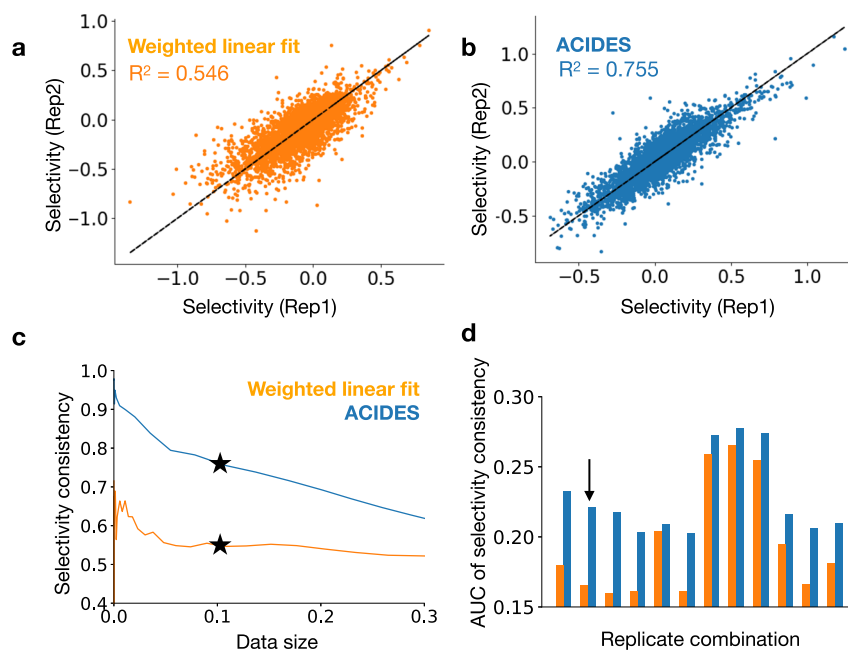 a
Weighted linear fit
R² = 0.546
1.0
0.5
0.0
−0.5
−1.0
Selectivity (Rep2)
−1.0
−0.5
0.0
0.5
Selectivity (Rep1)
b
ACIDES
R² = 0.755
1.0
0.5
0.0
-0.5
Selectivity (Rep2)
−0.5
0.0
0.5
1.0
Selectivity (Rep1)
c
Weighted linear fit
ACIDES
1.0
0.9
0.8
0.7
0.6
0.5
0.4
Selectivity consistency
0.0
0.1
0.2
0.3
Data size
d
0.30
0.25
0.20
0.15
AUC of selectivity consistency
Replicate combination